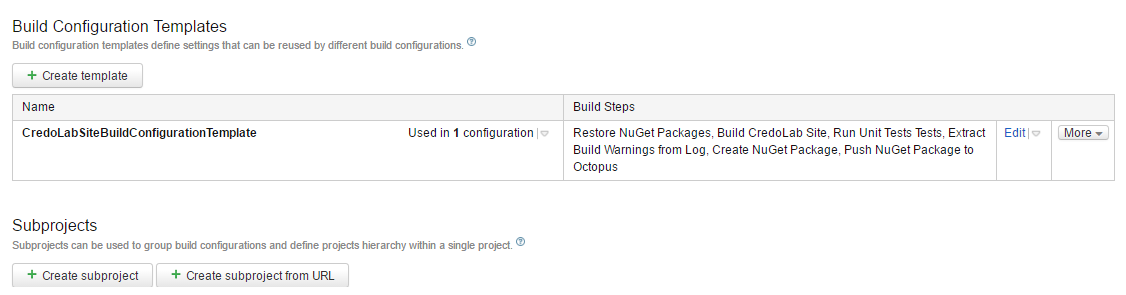 Build Configuration Templates
Build configuration templates define settings that can be reused by different build configurations. ?
+ Create template
Name Build Steps
CredoLabSiteBuildConfigurationTemplate Used in 1 configuration Restore NuGet Packages, Build CredoLab Site, Run Unit Tests Tests, Extract Edit More
Build Warnings from Log, Create NuGet Package, Push NuGet Package to
Octopus
Subprojects
Subprojects can be used to group build configurations and define projects hierarchy within a single project. ?
+ Create subproject + Create subproject from URL